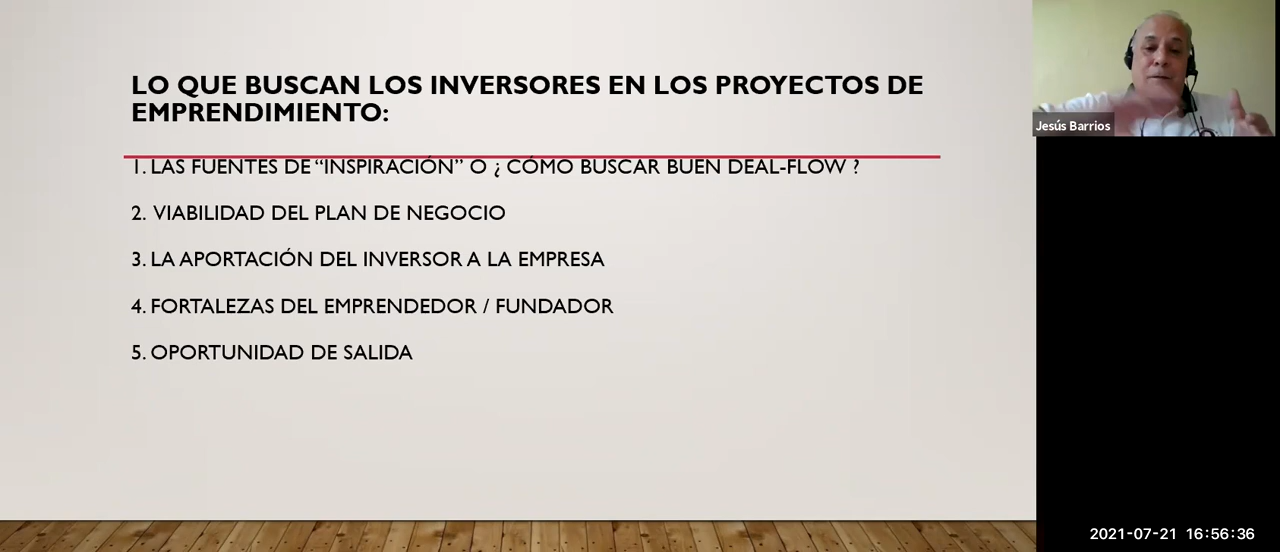 LO QUE BUSCAN LOS INVERSORES EN LOS PROYECTOS DE
EMPRENDIMIENTO:
1. LAS FUENTES DE “INSPIRACIÓN” O ¿ CÓMO BUSCAR BUEN DEAL-FLOW ?
2. VIABILIDAD DEL PLAN DE NEGOCIO
3. LA APORTACIÓN DEL INVERSOR A LA EMPRESA
4. FORTALEZAS DEL EMPRENDEDOR / FUNDADOR
5. OPORTUNIDAD DE SALIDA
Jesús Barrios
2021-07-21 16:56:36